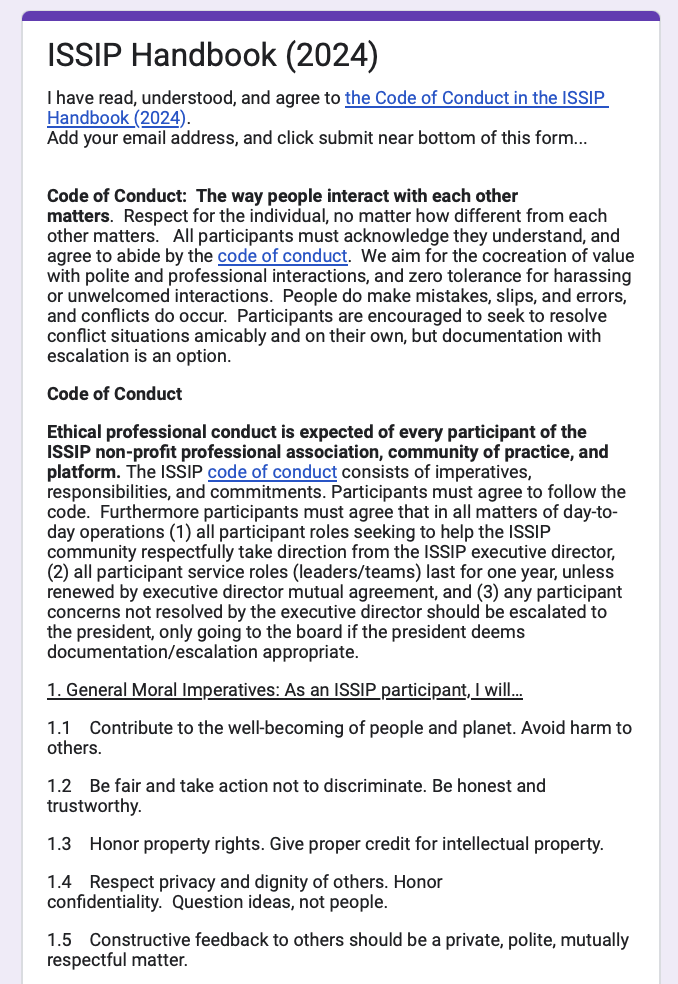 ISSIP Handbook (2024)
I have read, understood, and agree to the Code of Conduct in the ISSIP
Handbook (2024).
Add your email address, and click submit near bottom of this form...
Code of Conduct:  The way people interact with each other
matters.  Respect for the individual, no matter how different from each
other matters.   All participants must acknowledge they understand, and
agree to abide by the code of conduct.  We aim for the cocreation of value
with polite and professional interactions, and zero tolerance for harassing
or unwelcomed interactions.  People do make mistakes, slips, and errors,
and conflicts do occur.  Participants are encouraged to seek to resolve
conflict situations amicably and on their own, but documentation with
escalation is an option.
Code of Conduct
Ethical professional conduct is expected of every participant of the
ISSIP non-profit professional association, community of practice, and
platform. The ISSIP code of conduct consists of imperatives,
responsibilities, and commitments. Participants must agree to follow the
code.  Furthermore participants must agree that in all matters of day-to-
day operations (1) all participant roles seeking to help the ISSIP
community respectfully take direction from the ISSIP executive director,
(2) all participant service roles (leaders/teams) last for one year, unless
renewed by executive director mutual agreement, and (3) any participant
concerns not resolved by the executive director should be escalated to
the president, only going to the board if the president deems
documentation/escalation appropriate.
1. General Moral Imperatives: As an ISSIP participant, I will...
1.1    Contribute to the well-becoming of people and planet. Avoid harm to
others.
1.2    Be fair and take action not to discriminate. Be honest and
trustworthy.
1.3    Honor property rights. Give proper credit for intellectual property.
1.4    Respect privacy and dignity of others. Honor
confidentiality.  Question ideas, not people.
1.5    Constructive feedback to others should be a private, polite, mutually
respectful matter.